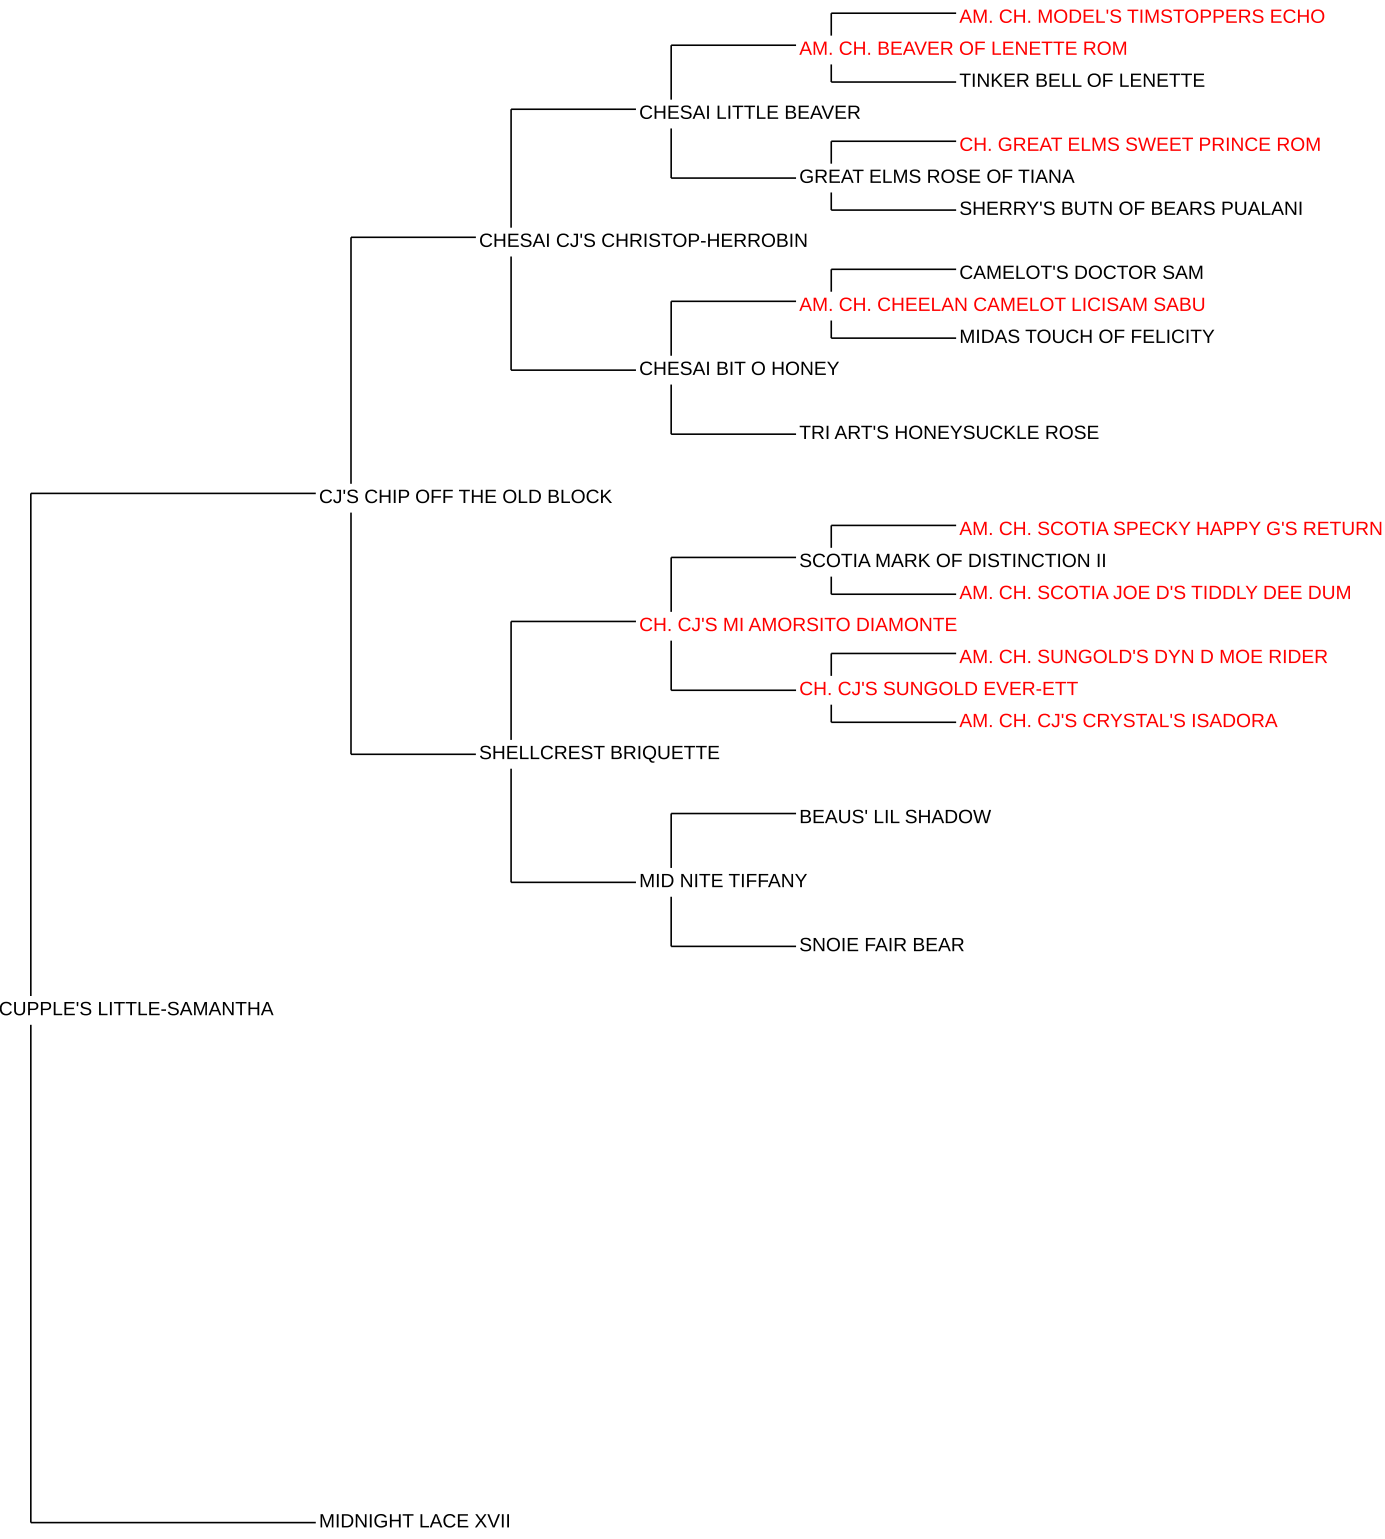 AM. CH. MODEL'S TIMSTOPPERS ECHO
AM. CH. BEAVER OF LENETTE ROM
TINKER BELL OF LENETTE
CHESAI LITTLE BEAVER
CH. GREAT ELMS SWEET PRINCE ROM
GREAT ELMS ROSE OF TIANA
SHERRY'S BUTN OF BEARS PUALANI
CHESAI CJ'S CHRISTOP-HERROBIN
CAMELOT'S DOCTOR SAM
AM. CH. CHEELAN CAMELOT LICISAM SABU
MIDAS TOUCH OF FELICITY
CHESAI BIT O HONEY
TRI ART'S HONEYSUCKLE ROSE
CJ'S CHIP OFF THE OLD BLOCK
AM. CH. SCOTIA SPECKY HAPPY G'S RETURN
SCOTIA MARK OF DISTINCTION II
AM. CH. SCOTIA JOE D'S TIDDLY DEE DUM
CH. CJ'S MI AMORSITO DIAMONTE
AM. CH. SUNGOLD'S DYN D MOE RIDER
CH. CJ'S SUNGOLD EVER-ETT
AM. CH. CJ'S CRYSTAL'S ISADORA
SHELLCREST BRIQUETTE
BEAUS' LIL SHADOW
MID NITE TIFFANY
SNOIE FAIR BEAR
CUPPLE'S LITTLE-SAMANTHA
MIDNIGHT LACE XVII